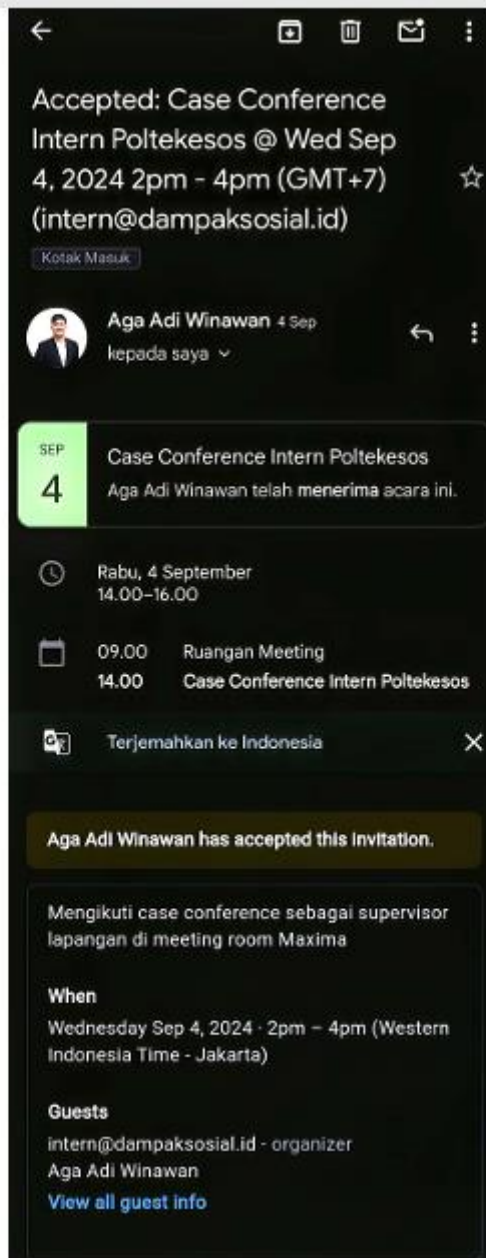 Accepted: Case Conference
Intern Poltekesos @ Wed Sep
4, 2024 2pm - 4pm (GMT+7)
(intern@dampaksosial.id)
Kotak Masuk
Aga Adi Winawan 4 Sep
kepada saya
SEP
4
Case Conference Intern Poltekesos
Aga Adi Winawan telah menerima acara ini.
Rabu, 4 September
14.00–16.00
09.00 Ruangan Meeting
14.00 Case Conference Intern Poltekesos
Terjemahkan ke Indonesia
Aga Adi Winawan has accepted this invitation.
Mengikuti case conference sebagai supervisor
lapangan di meeting room Maxima
When
Wednesday Sep 4, 2024 · 2pm – 4pm (Western
Indonesia Time - Jakarta)
Guests
intern@dampaksosial.id - organizer
Aga Adi Winawan
View all guest info